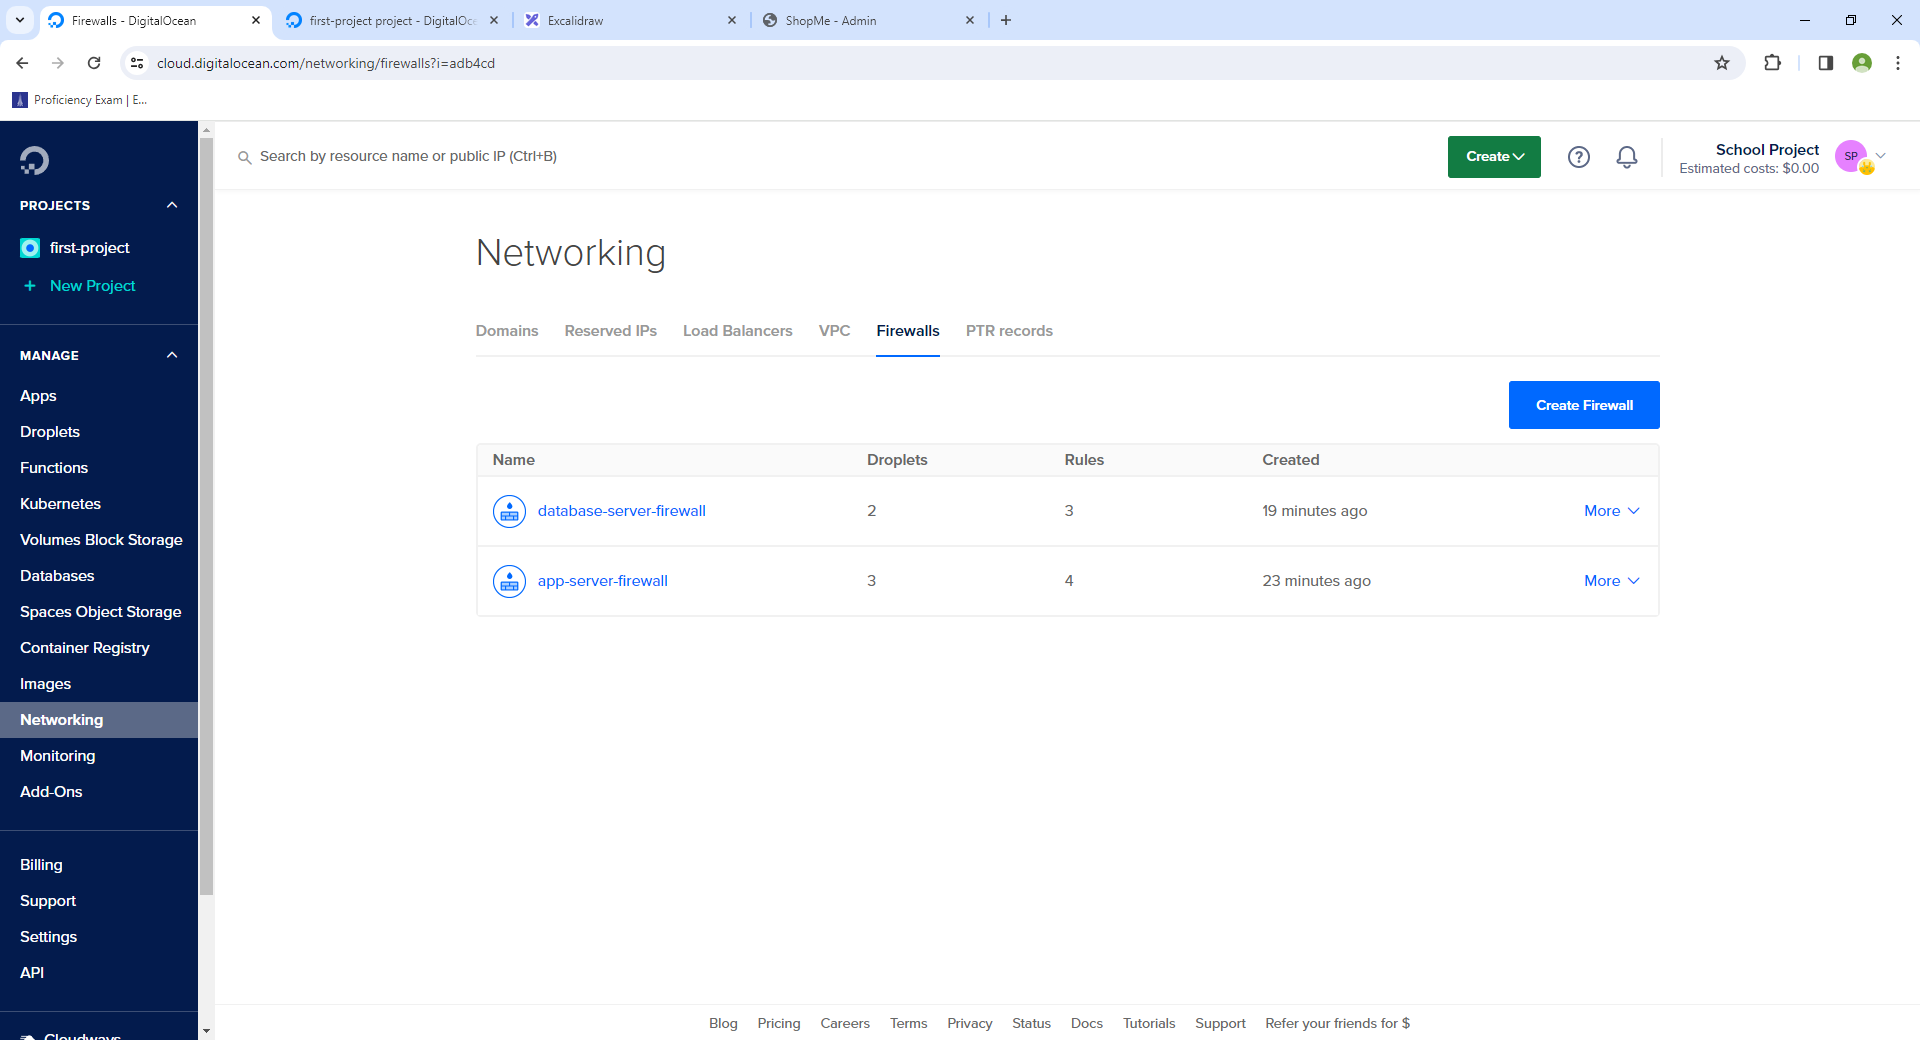 Firewalls - DigitalOcean
first-project project - DigitalOce
Excalidraw
ShopMe - Admin
cloud.digitalocean.com/networking/firewalls?i=adb4cd
Proficiency Exam | E...
Search by resource name or public IP (Ctrl+B)
Create
School Project
Estimated costs: $0.00
SP
PROJECTS
first-project
New Project
MANAGE
Apps
Droplets
Functions
Kubernetes
Volumes Block Storage
Databases
Spaces Object Storage
Container Registry
Images
Networking
Monitoring
Add-Ons
Billing
Support
Settings
API
Cloudways
Networking
Domains Reserved IPs Load Balancers VPC Firewalls PTR records
Create Firewall
Name Droplets Rules Created
database-server-firewall 2 3 19 minutes ago More
app-server-firewall 3 4 23 minutes ago More
Blog Pricing Careers Terms Privacy Status Docs Tutorials Support Refer your friends for $